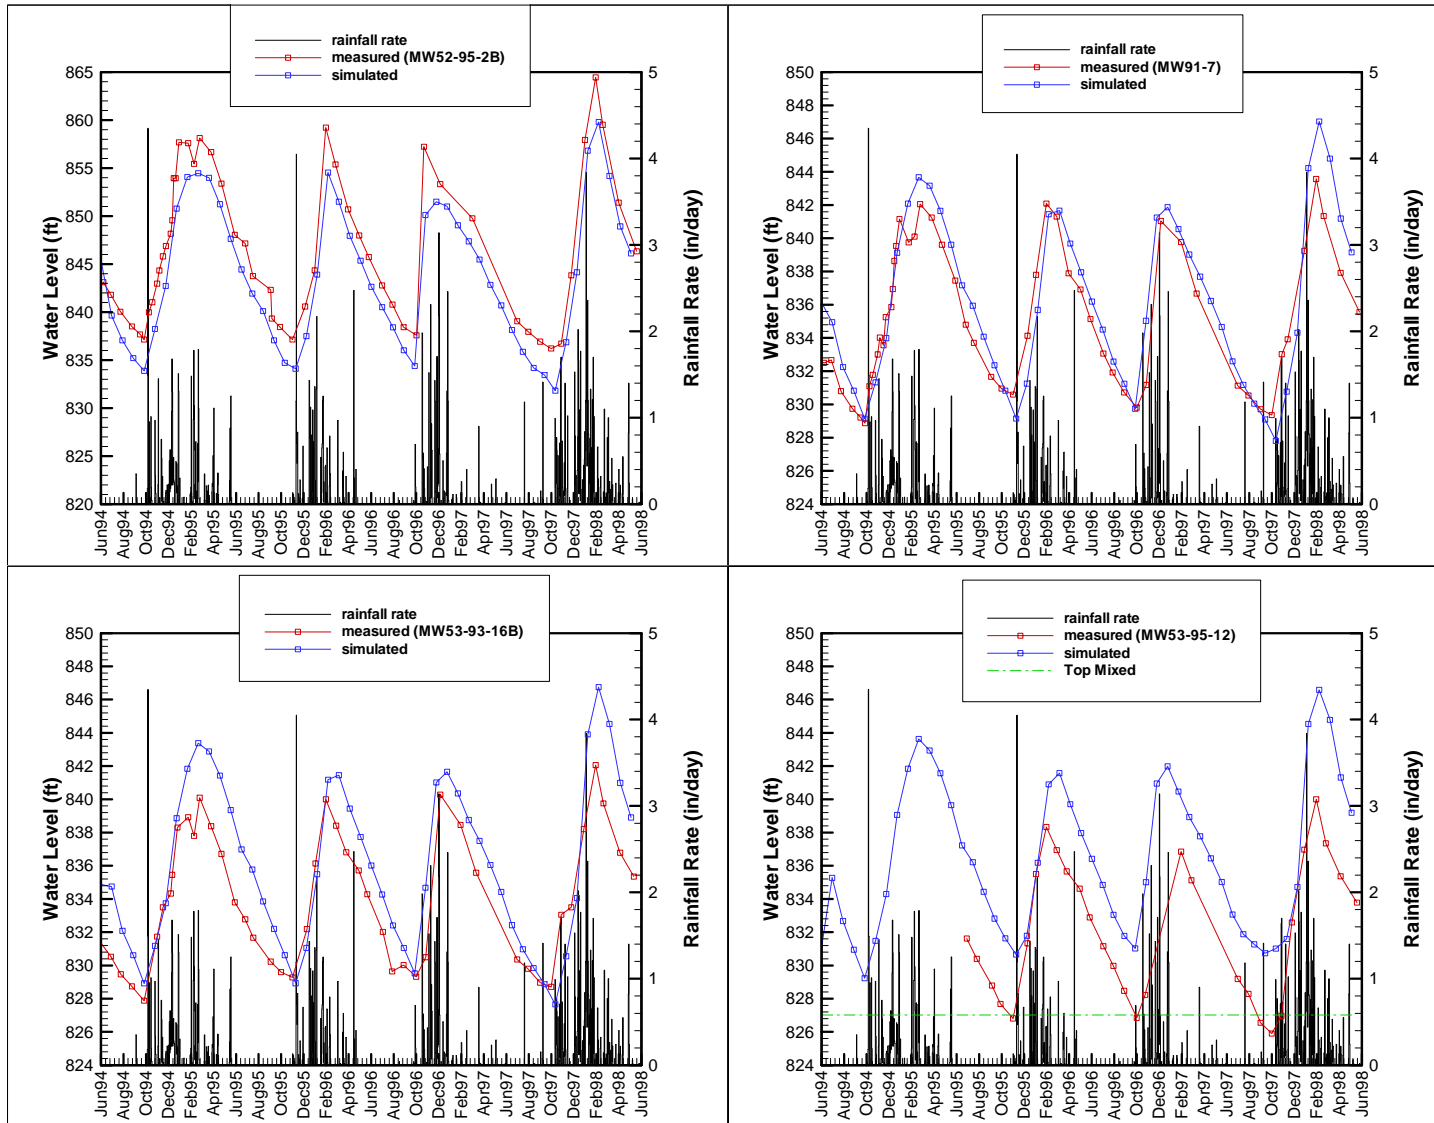 rainfall rate
measured (MW52-95-2B)
simulated
865
860
855
850
845
840
835
830
825
820
5
4
3
2
1
0
Water Level (ft)
Rainfall Rate (in/day)
Jun94
Aug94
Oct94
Dec94
Feb95
Apr95
Jun95
Aug95
Oct95
Dec95
Feb96
Apr96
Jun96
Aug96
Oct96
Dec96
Feb97
Apr97
Jun97
Aug97
Oct97
Dec97
Feb98
Apr98
Jun98
rainfall rate
measured (MW91-7)
simulated
850
848
846
844
842
840
838
836
834
832
830
828
826
824
5
4
3
2
1
0
Water Level (ft)
Rainfall Rate (in/day)
Jun94
Aug94
Oct94
Dec94
Feb95
Apr95
Jun95
Aug95
Oct95
Dec95
Feb96
Apr96
Jun96
Aug96
Oct96
Dec96
Feb97
Apr97
Jun97
Aug97
Oct97
Dec97
Feb98
Apr98
Jun98
rainfall rate
measured (MW53-93-16B)
simulated
850
848
846
844
842
840
838
836
834
832
830
828
826
824
5
4
3
2
1
0
Water Level (ft)
Rainfall Rate (in/day)
Jun94
Aug94
Oct94
Dec94
Feb95
Apr95
Jun95
Aug95
Oct95
Dec95
Feb96
Apr96
Jun96
Aug96
Oct96
Dec96
Feb97
Apr97
Jun97
Aug97
Oct97
Dec97
Feb98
Apr98
Jun98
rainfall rate
measured (MW53-95-12)
simulated
Top Mixed
850
848
846
844
842
840
838
836
834
832
830
828
826
824
5
4
3
2
1
0
Water Level (ft)
Rainfall Rate (in/day)
Jun94
Aug94
Oct94
Dec94
Feb95
Apr95
Jun95
Aug95
Oct95
Dec95
Feb96
Apr96
Jun96
Aug96
Oct96
Dec96
Feb97
Apr97
Jun97
Aug97
Oct97
Dec97
Feb98
Apr98
Jun98